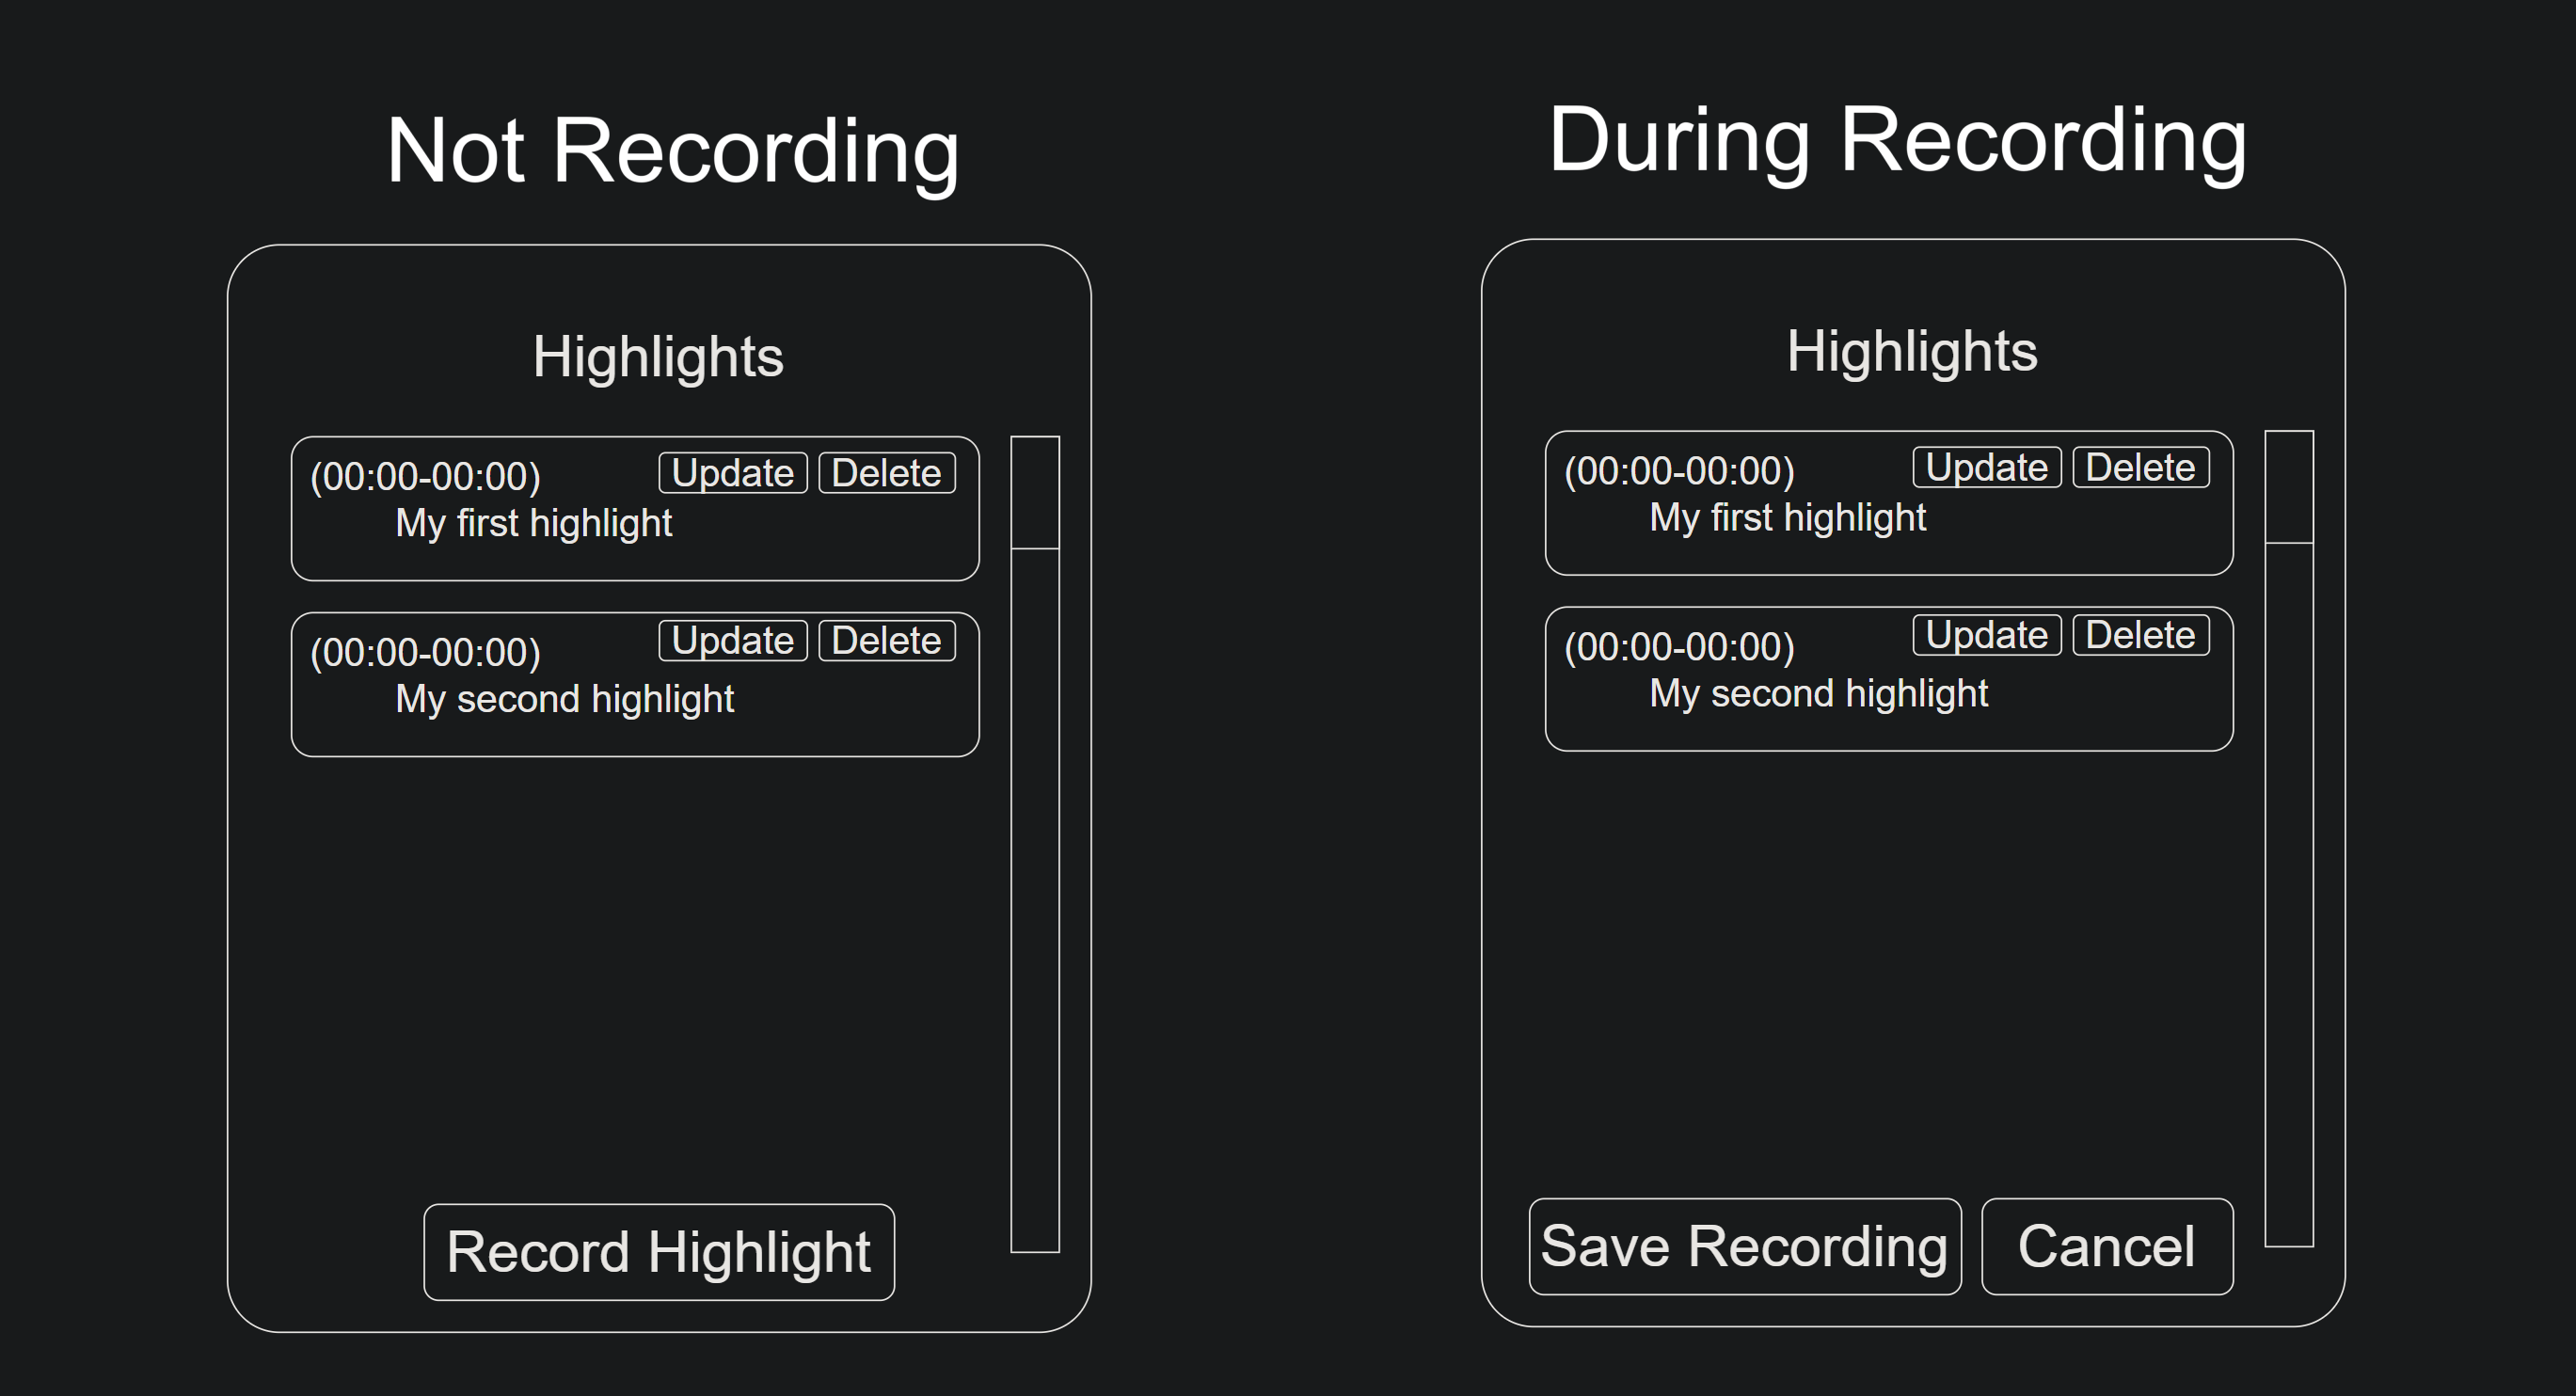 Not Recording
Highlights
(00:00-00:00) Update Delete
My first highlight
(00:00-00:00) Update Delete
My second highlight
Record Highlight
During Recording
Highlights
(00:00-00:00) Update Delete
My first highlight
(00:00-00:00) Update Delete
My second highlight
Save Recording Cancel